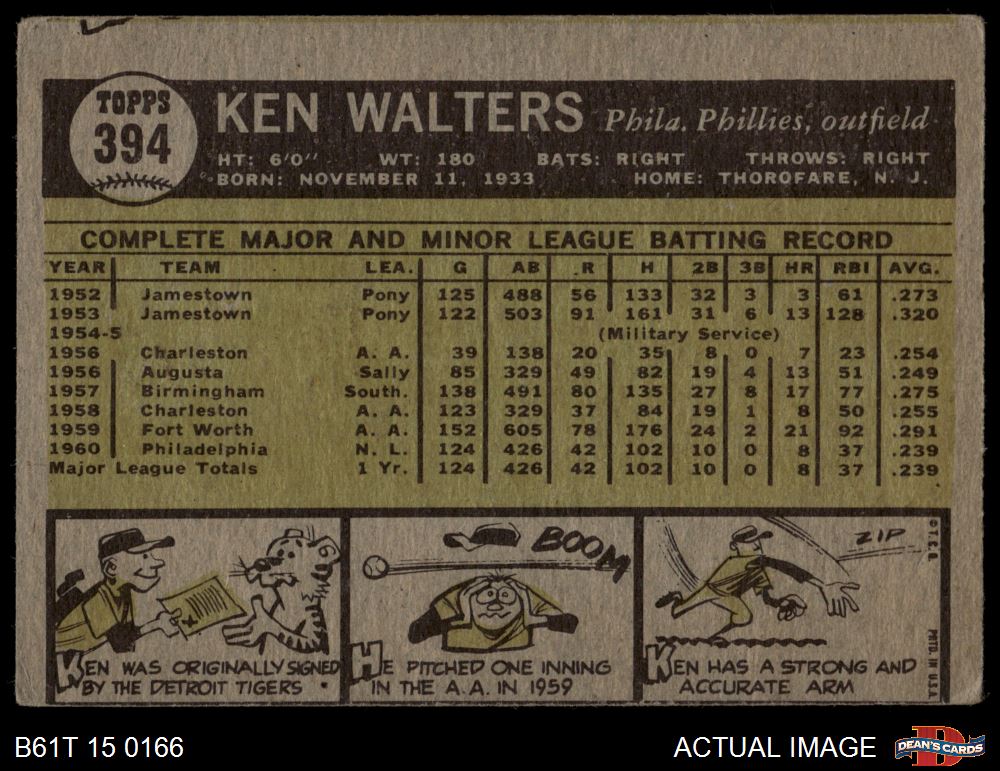 TOPPS
394
KEN WALTERS Phila. Phillies, outfield
HT: 6'0" WT: 180 BATS: RIGHT THROWS: RIGHT
BORN: NOVEMBER 11, 1933 HOME: THOROFARE, N. J.
COMPLETE MAJOR AND MINOR LEAGUE BATTING RECORD
YEAR TEAM LEA. G AB R H 2B 3B HR RBI AVG.
1952 Jamestown Pony 125 488 56 133 32 3 3 61 .273
1953 Jamestown Pony 122 503 91 161 31 6 13 128 .320
1954-5 (Military Service)
1956 Charleston A. A. 39 138 20 35 8 0 7 23 .254
1956 Augusta Sally 85 329 49 82 19 4 13 51 .249
1957 Birmingham South. 138 491 80 135 27 8 17 77 .275
1958 Charleston A. A. 123 329 37 84 19 1 8 50 .255
1959 Fort Worth A. A. 152 605 78 176 24 2 21 92 .291
1960 Philadelphia N. L. 124 426 42 102 10 0 8 37 .239
Major League Totals 1 Yr. 124 426 42 102 10 0 8 37 .239
KEN WAS ORIGINALLY SIGNED
BY THE DETROIT TIGERS
BOOM
HE PITCHED ONE INNING
IN THE A.A. IN 1959
ZIP
KEN HAS A STRONG AND
ACCURATE ARM
© T.C.G.
PRTD IN U.S.A.
B61T 15 0166
ACTUAL IMAGE
DEAN'S CARDS